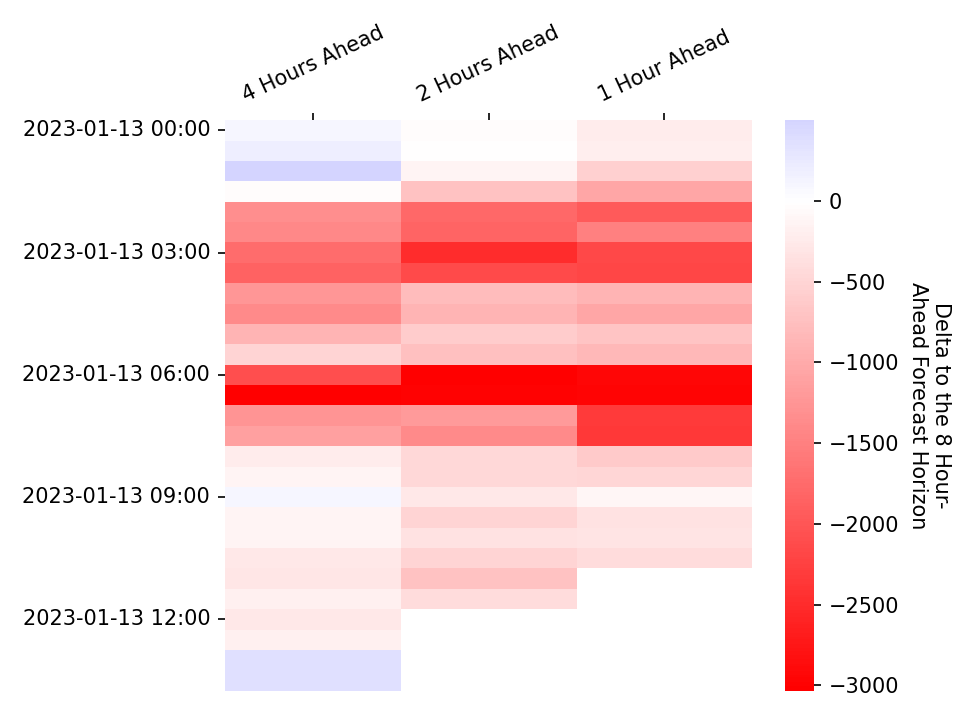 4 Hours Ahead
2 Hours Ahead
1 Hour Ahead
2023-01-13 00:00
2023-01-13 03:00
2023-01-13 06:00
2023-01-13 09:00
2023-01-13 12:00
0
−500
−1000
−1500
−2000
−2500
−3000
Delta to the 8 Hour-
Ahead Forecast Horizon